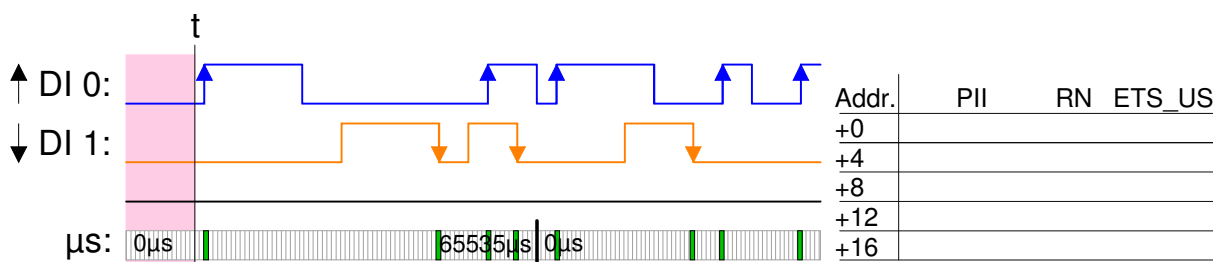 t
↑ DI 0:
↓ DI 1:
µs: 0µs 65535µs 0µs
Addr. PII RN ETS_US
+0
+4
+8
+12
+16